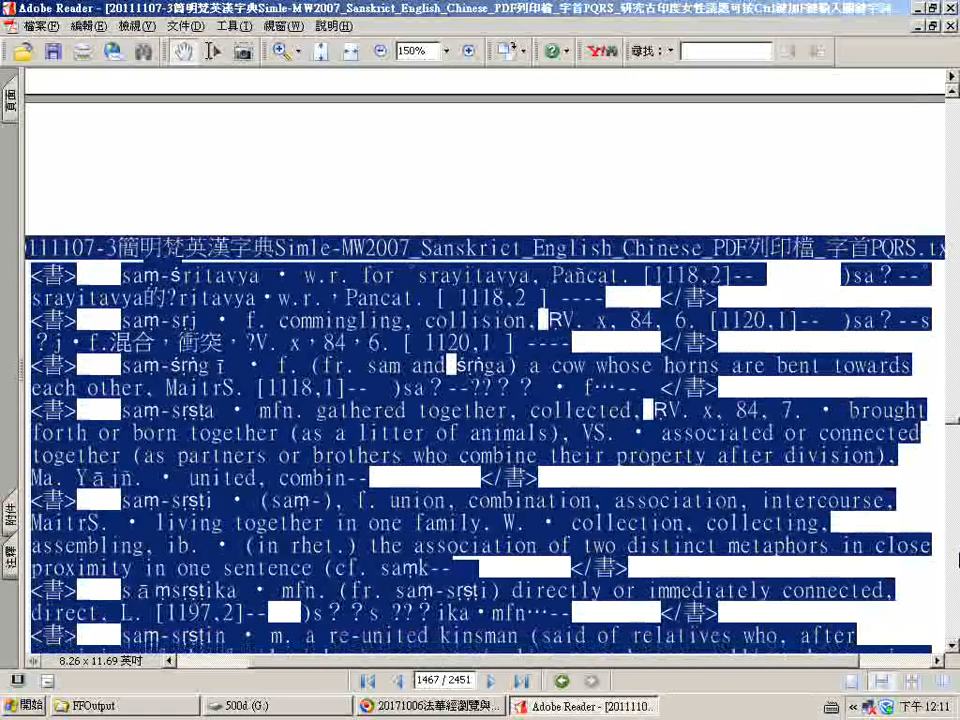 Adobe Reader - [20111107-3簡明梵英漢字典Simle-MW2007_Sanskrict_English_Chinese_PDF列印檔_字首PQRS_研究古印度女性議題可按Ctrl鍵加F鍵輸入關鍵字
檔案(F) 編輯(E) 檢視(V) 文件(D) 工具(T) 視窗(W) 說明(H)
150% 尋找:
頁面
0111107-3簡明梵英漢字典Simle-MW2007_Sanskrict_English_Chinese_PDF列印檔_字首PQRS.tx
<書> saṃ-śritavya • w.r. for ゜srayitavya, Pañcat. [1118,2]-- )sa？--゜
srayitavya的?ritavya•w.r.，Pancat. [ 1118,2 ] ---- </書>
<書> saṃ-sṛj • f. commingling, collision, ṚV. x, 84, 6. [1120,1]-- )sa？--s
？j•f.混合，衝突，?V. x，84，6. [ 1120,1 ] ---- </書>
<書> saṃ-śṛṅgī • f. (fr. sam and śṛṅga) a cow whose horns are bent towards
each other, MaitrS. [1118,1]-- )sa？--???？ • f…-- </書>
<書> saṃ-sṛṣṭa • mfn. gathered together, collected, ṚV. x, 84, 7. • brought
forth or born together (as a litter of animals), VS. • associated or connected
together (as partners or brothers who combine their property after division),
Ma. Yājñ. • united, combin-- </書>
<書> saṃ-sṛṣṭi • (saṃ-), f. union, combination, association, intercourse,
MaitrS. • living together in one family. W. • collection, collecting,
assembling, ib. • (in rhet.) the association of two distinct metaphors in close
proximity in one sentence (cf. saṃk-- </書>
<書> sāṃsṛṣṭika • mfn. (fr. saṃ-sṛṣṭi) directly or immediately connected,
direct, L. [1197,2]-- )s？？s ???ika•mfn…-- </書>
<書> saṃ-sṛṣṭin • m. a re-united kinsman (said of relatives who, after
附件
注釋
8.26 x 11.69 英吋
1467 / 2451
開始 FFOutput 500d (G:) 20171006法華經瀏覽與... Adobe Reader - [2011110... « 下午 12:11